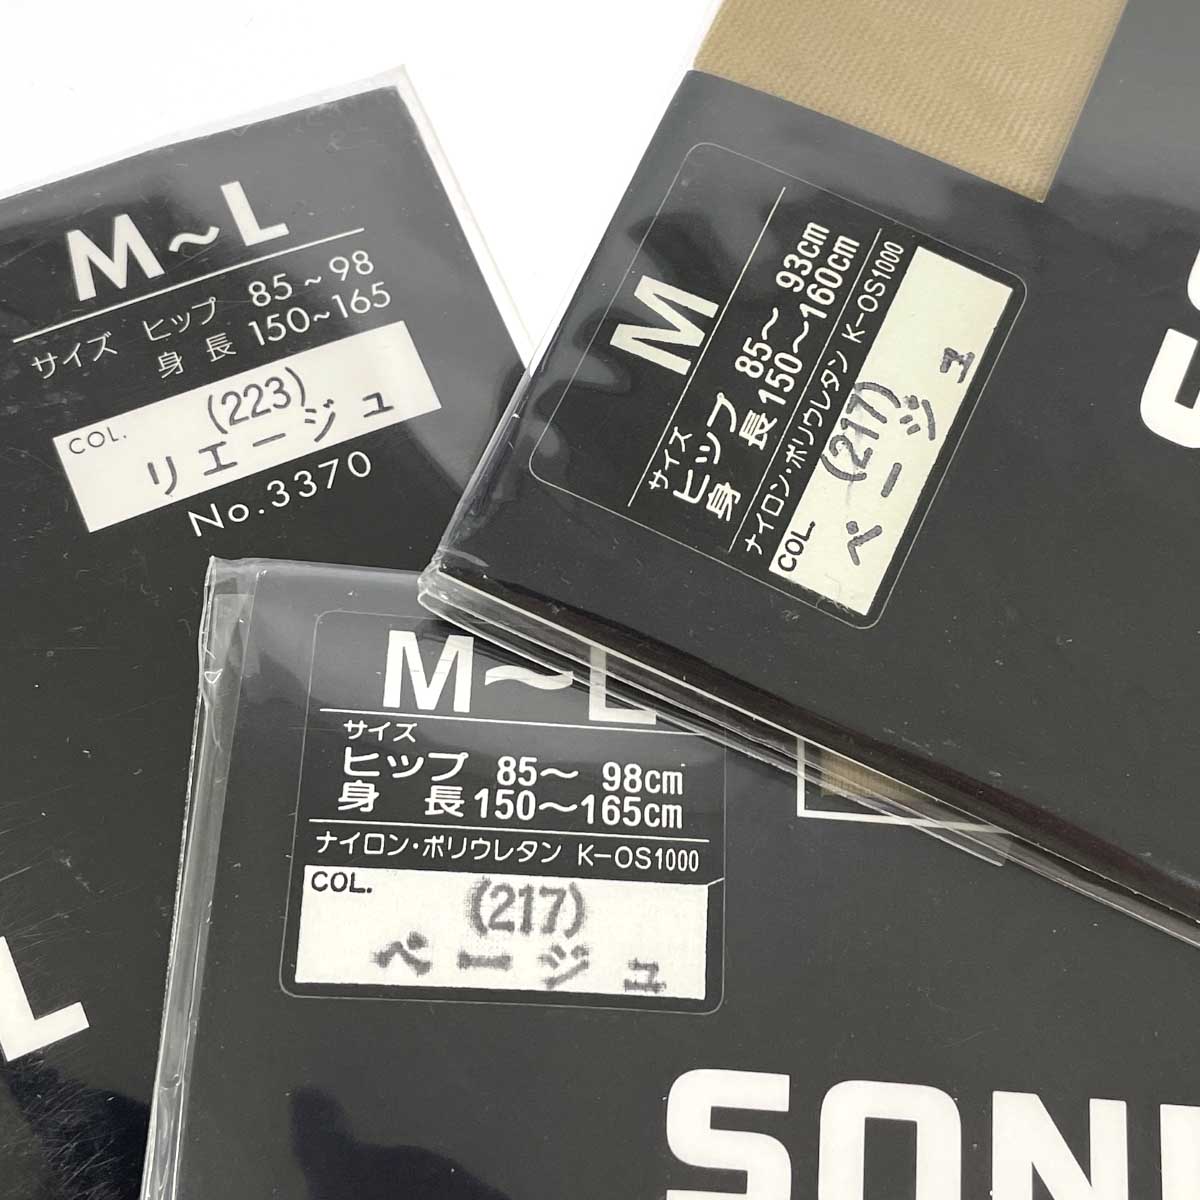 M~L
サイズ ヒップ 85~98
身長 150~165
COL. (223)
リエージュ
No.3370
L
M
サイズ
ヒップ 85〜 93cm
身長 150〜160cm
ナイロン・ポリウレタン K-OS1000
COL. (217)
ベージュ
S
M〜L
サイズ
ヒップ 85〜 98cm
身長 150〜165cm
ナイロン・ポリウレタン K-OS1000
COL. (217)
ベージュ
SONI